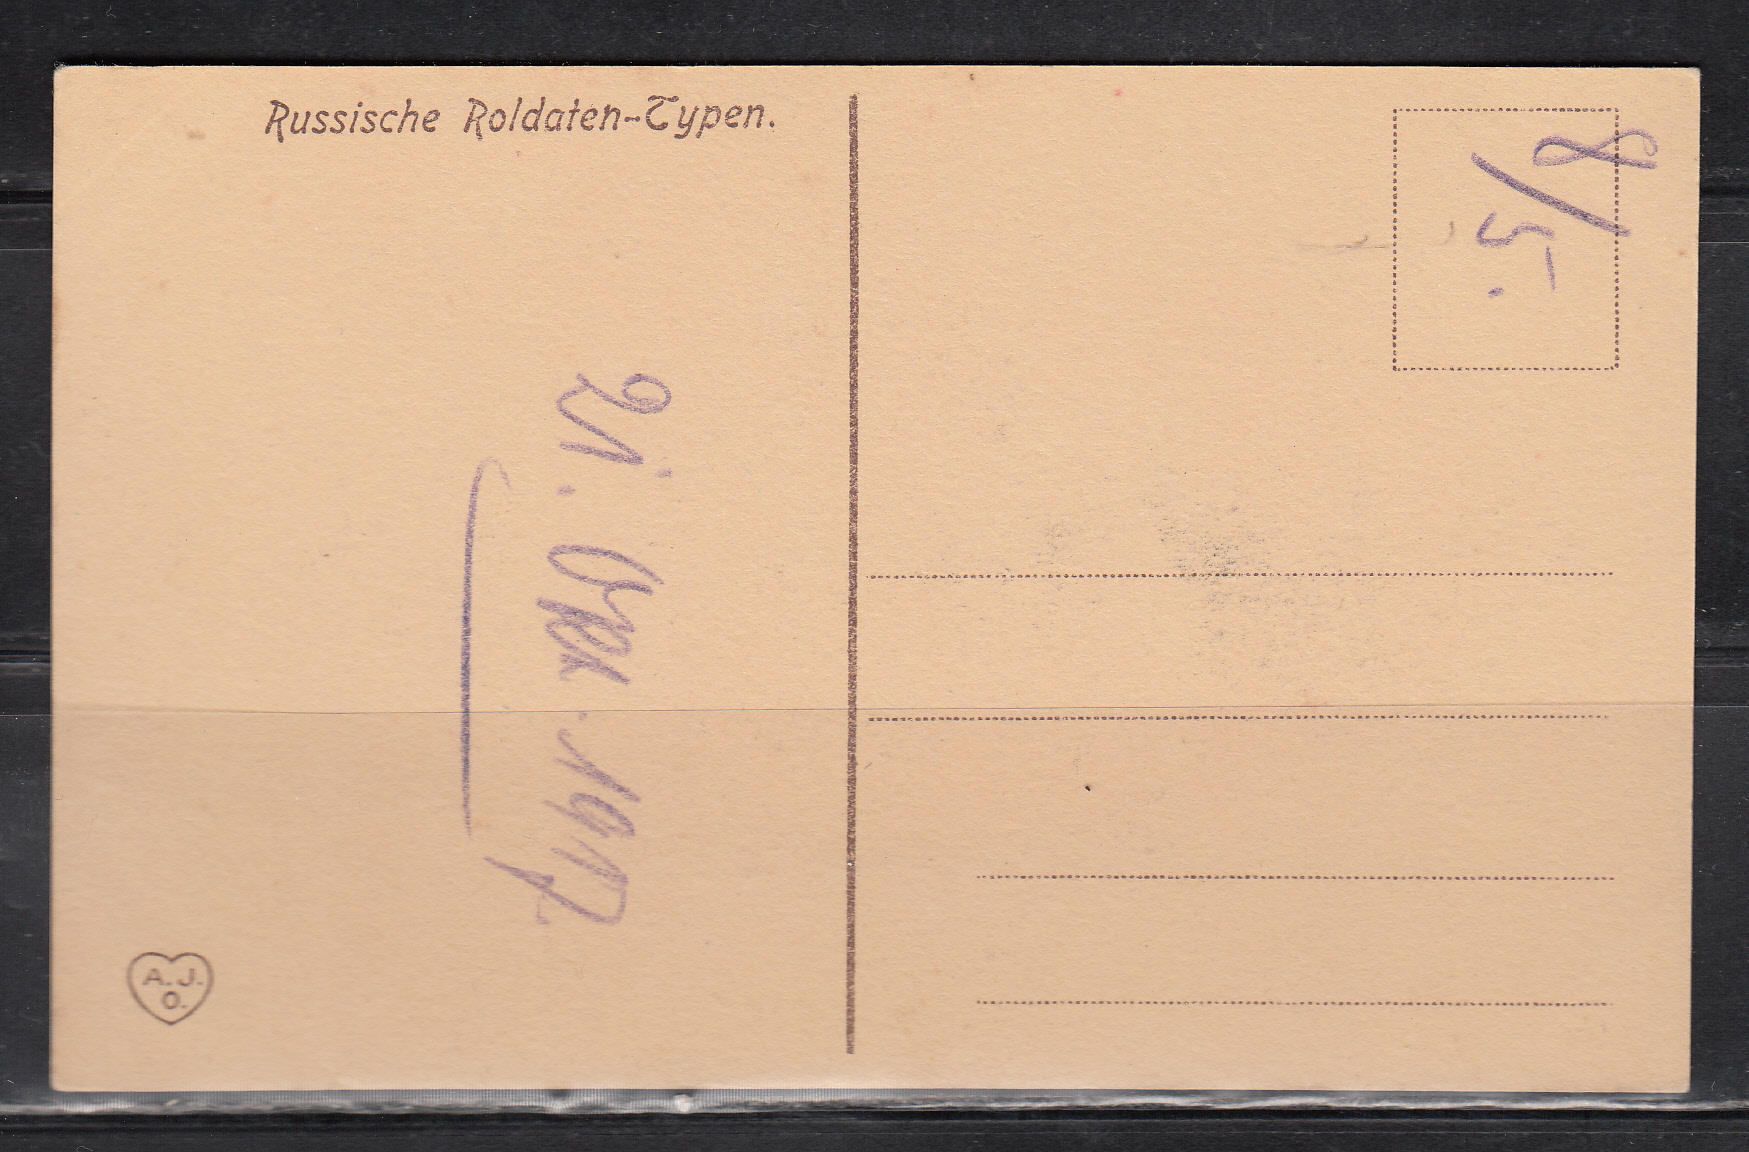 Russische Roldaten-Typen.
8/5.
21. Okt. 1917
A. J.
O.